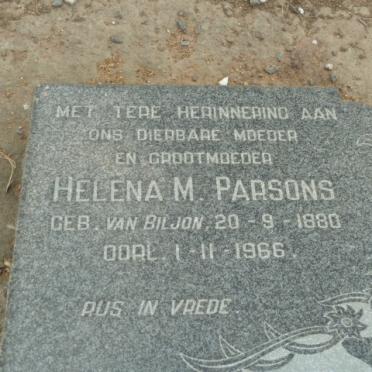 MET TERE HERINNERING AAN
ONS DIERBARE MOEDER
EN GROOTMOEDER
HELENA M. PARSONS
GEB. VAN BILJON, 20-9-1880
OORL. 1-11-1966.
RUS IN VREDE.